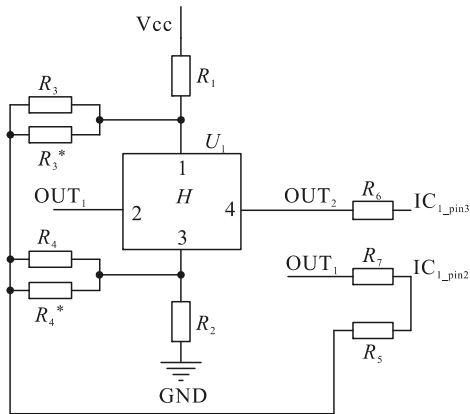 Vcc
R₁
R₃
R₃*
U₁
1
H
OUT₁
2
4
OUT₂
R₆
IC₁_pin3
3
R₄
R₄*
OUT₁
R₇
IC₁_pin2
R₂
R₅
GND